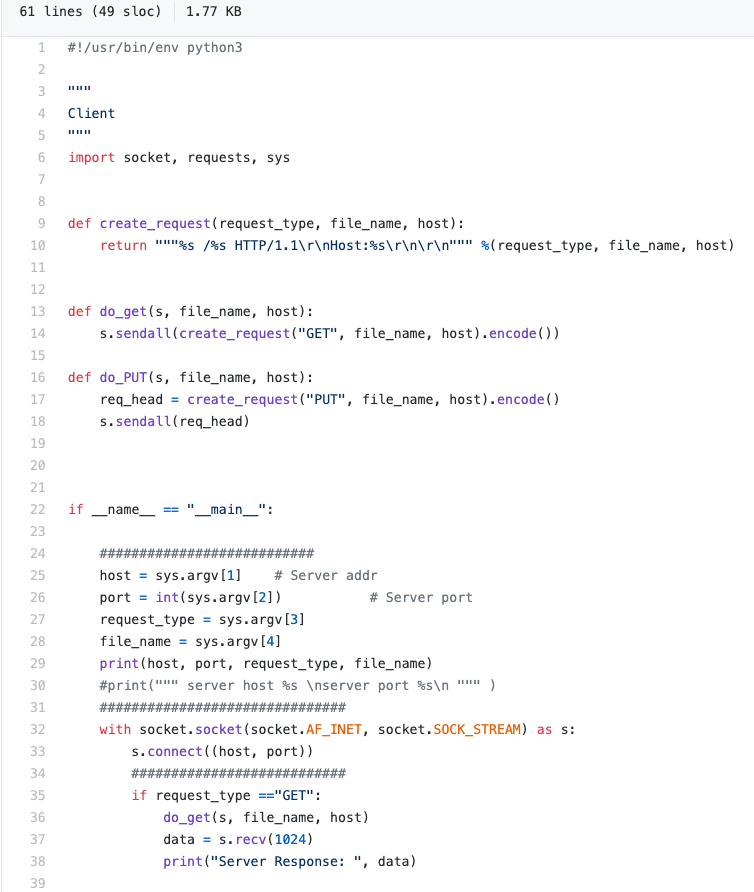 61 lines (49 sloc) 1.77 KB
1 #!/usr/bin/env python3
2
3 """
4 Client
5 """
6 import socket, requests, sys
7
8
9 def create_request(request_type, file_name, host):
10     return """%s /%s HTTP/1.1\r\nHost:%s\r\n\r\n""" %(request_type, file_name, host)
11
12
13 def do_get(s, file_name, host):
14     s.sendall(create_request("GET", file_name, host).encode())
15
16 def do_PUT(s, file_name, host):
17     req_head = create_request("PUT", file_name, host).encode()
18     s.sendall(req_head)
19
20
21
22 if __name__ == "__main__":
23
24     ###########################
25     host = sys.argv[1]    # Server addr
26     port = int(sys.argv[2])           # Server port
27     request_type = sys.argv[3]
28     file_name = sys.argv[4]
29     print(host, port, request_type, file_name)
30     #print(""" server host %s \nserver port %s\n """ )
31     ###############################
32     with socket.socket(socket.AF_INET, socket.SOCK_STREAM) as s:
33         s.connect((host, port))
34         ###########################
35         if request_type =="GET":
36             do_get(s, file_name, host)
37             data = s.recv(1024)
38             print("Server Response: ", data)
39